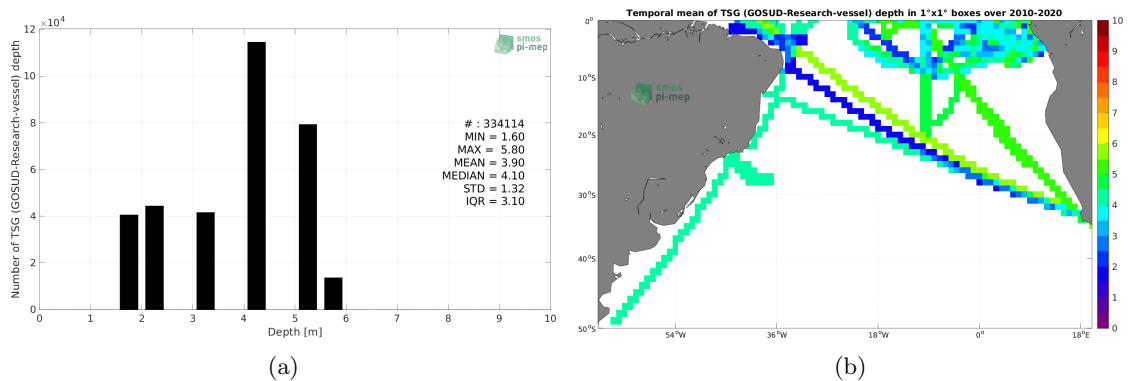 ×10⁴
12
10
8
6
4
2
0
0 1 2 3 4 5 6 7 8 9 10
Number of TSG (GOSUD-Research-vessel) depth
Depth [m]
smos
pi-mep
# : 334114
MIN = 1.60
MAX = 5.80
MEAN = 3.90
MEDIAN = 4.10
STD = 1.32
IQR = 3.10
(a)
Temporal mean of TSG (GOSUD-Research-vessel) depth in 1°x1° boxes over 2010-2020
0°
10°S
20°S
30°S
40°S
50°S
54°W 36°W 18°W 0° 18°E
smos
pi-mep
10
9
8
7
6
5
4
3
2
1
0
(b)